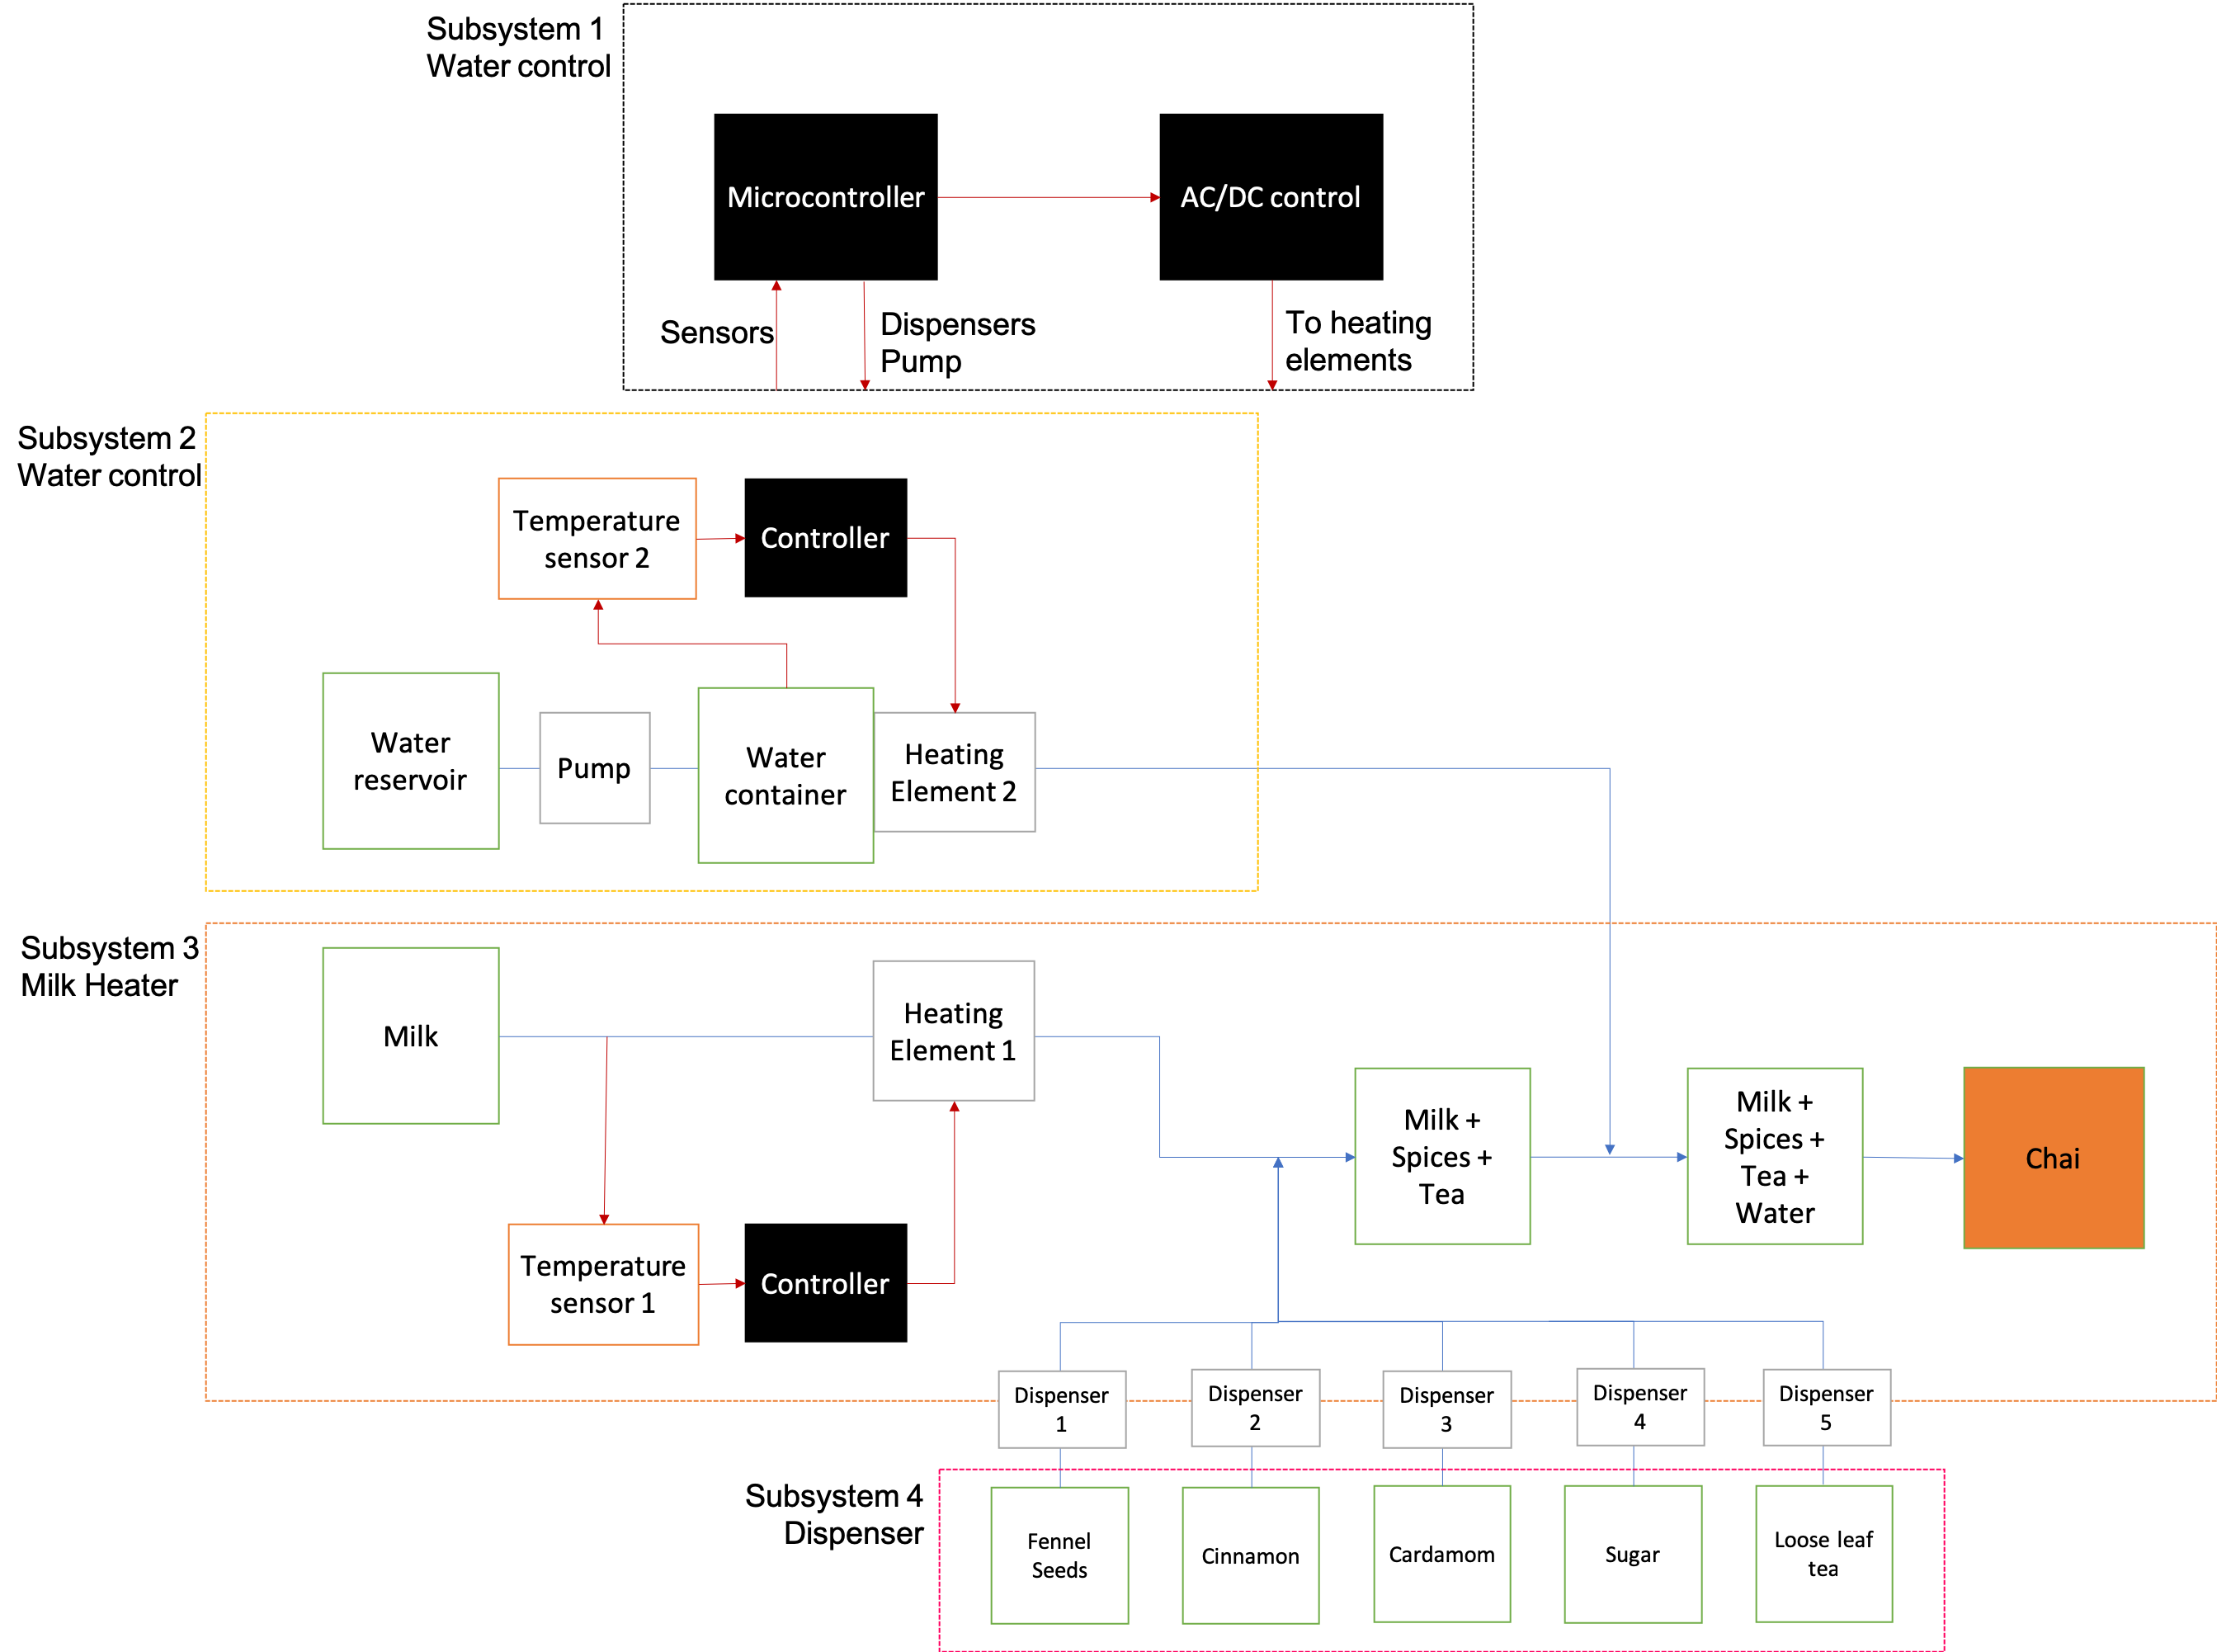 Subsystem 1
Water control
Microcontroller
AC/DC control
Sensors
Dispensers
Pump
To heating
elements
Subsystem 2
Water control
Temperature
sensor 2
Controller
Water
reservoir
Pump
Water
container
Heating
Element 2
Subsystem 3
Milk Heater
Milk
Heating
Element 1
Milk +
Spices +
Tea
Milk +
Spices +
Tea +
Water
Chai
Temperature
sensor 1
Controller
Dispenser
1
Dispenser
2
Dispenser
3
Dispenser
4
Dispenser
5
Subsystem 4
Dispenser
Fennel
Seeds
Cinnamon
Cardamom
Sugar
Loose leaf
tea